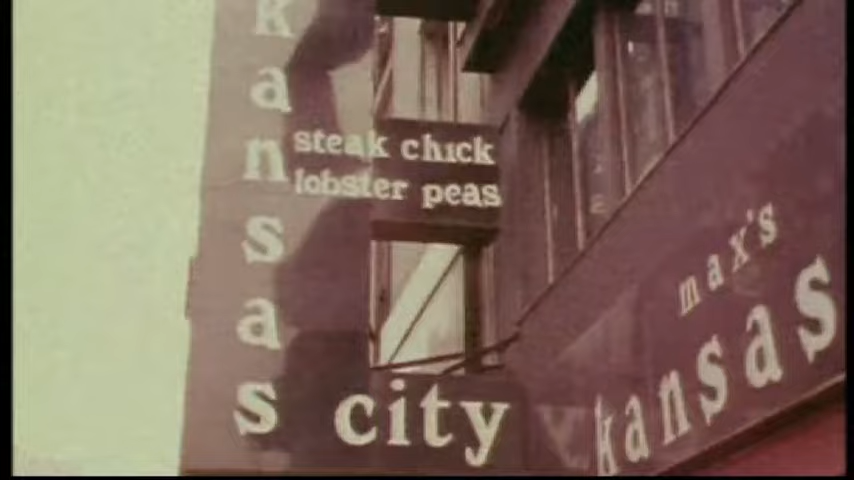 kansas
steak chick
lobster peas
city
max's
kansas